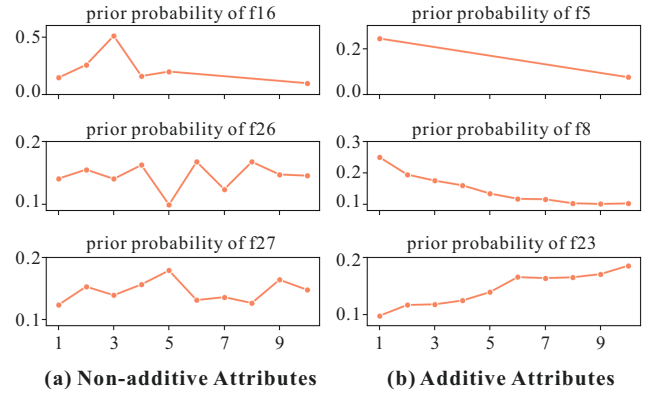 prior probability of f16
0.5
0.0
prior probability of f26
0.2
0.1
prior probability of f27
0.2
0.1
1 3 5 7 9
(a) Non-additive Attributes
prior probability of f5
0.2
0.0
prior probability of f8
0.3
0.2
0.1
prior probability of f23
0.2
0.1
1 3 5 7 9
(b) Additive Attributes